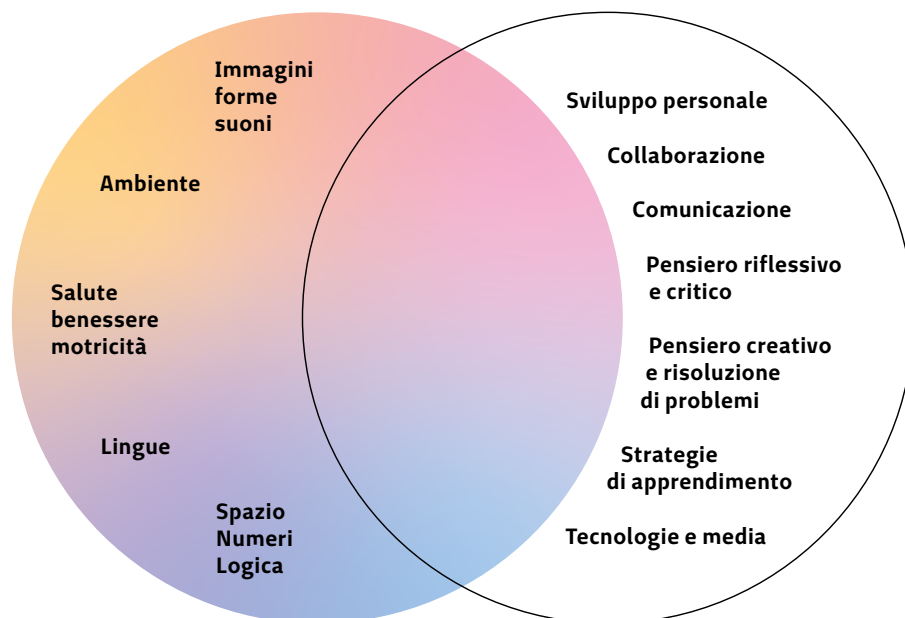 Immagini
forme
suoni
Ambiente
Salute
benessere
motricità
Lingue
Spazio
Numeri
Logica
Sviluppo personale
Collaborazione
Comunicazione
Pensiero riflessivo
e critico
Pensiero creativo
e risoluzione
di problemi
Strategie
di apprendimento
Tecnologie e media